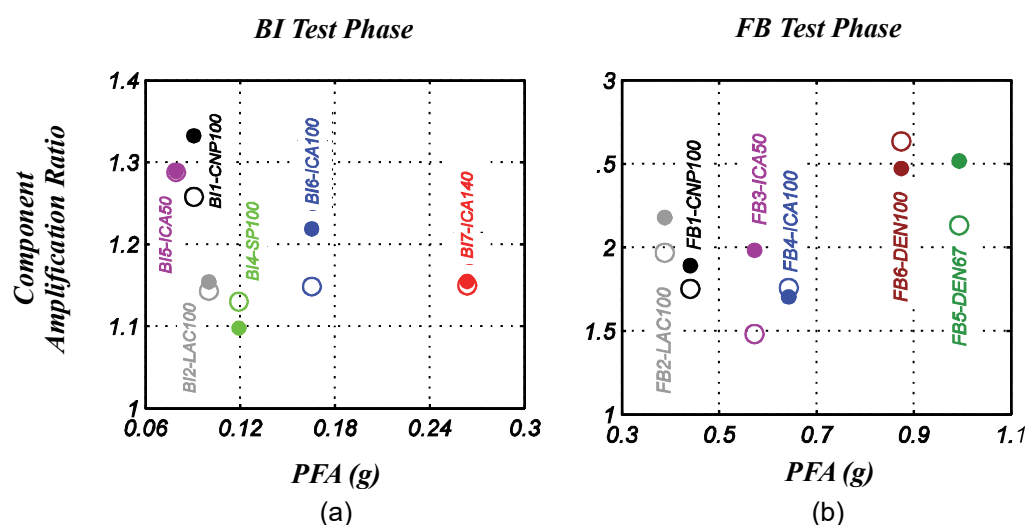 BI Test Phase
FB Test Phase
Component
Amplification Ratio
1.4
1.3
1.2
1.1
1
0.06
0.12
0.18
0.24
0.3
BI5-ICA50
BI1-CNP100
BI2-LAC100
BI4-SP100
BI6-ICA100
BI7-ICA140
PFA (g)
(a)
3
.5
2
1.5
1
0.3
0.5
0.7
0.9
1.1
FB2-LAC100
FB1-CNP100
FB3-ICA50
FB4-ICA100
FB6-DEN100
FB5-DEN67
PFA (g)
(b)